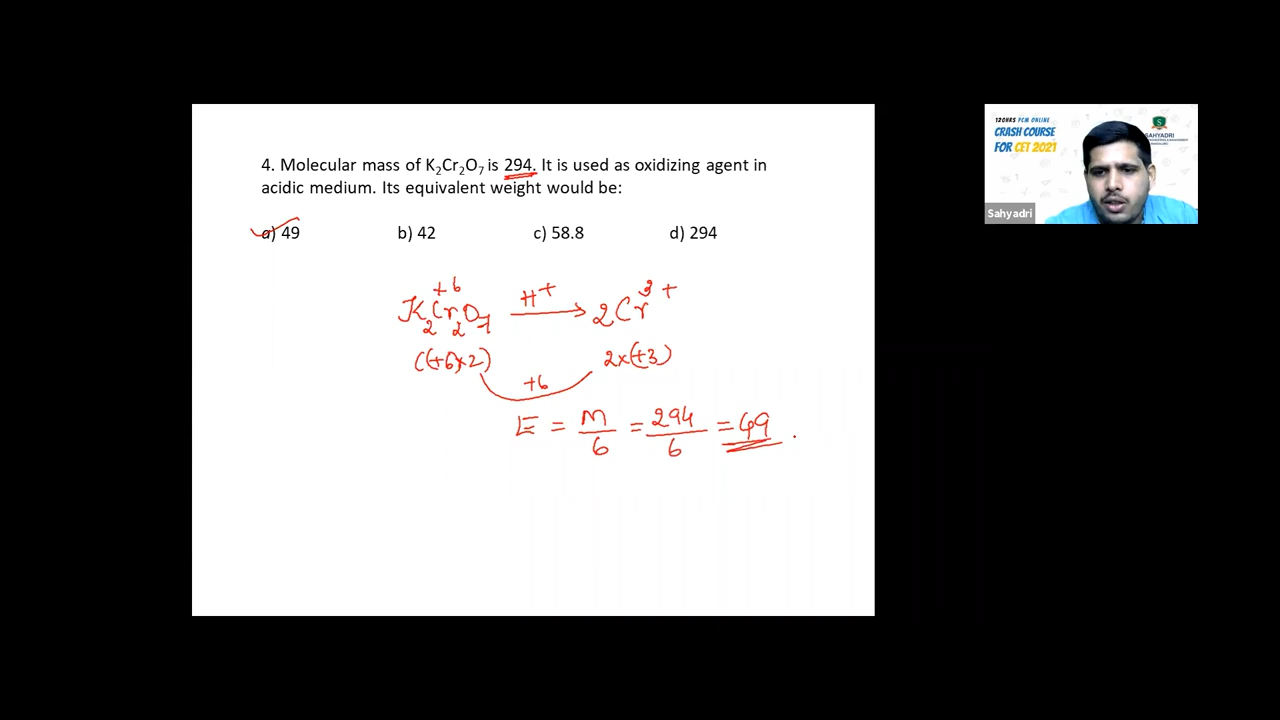 4. Molecular mass of K₂Cr₂O₇ is 294. It is used as oxidizing agent in
acidic medium. Its equivalent weight would be:
a) 49 b) 42 c) 58.8 d) 294
+6
K₂Cr₂O₇ H⁺ → 2Cr³⁺
((+6)×2) 2×(+3)
+6
E = M/6 = 294/6 = 49
120HRS PCM ONLINE
CRASH COURSE
FOR CET 2021
SAHYADRI
Sahyadri